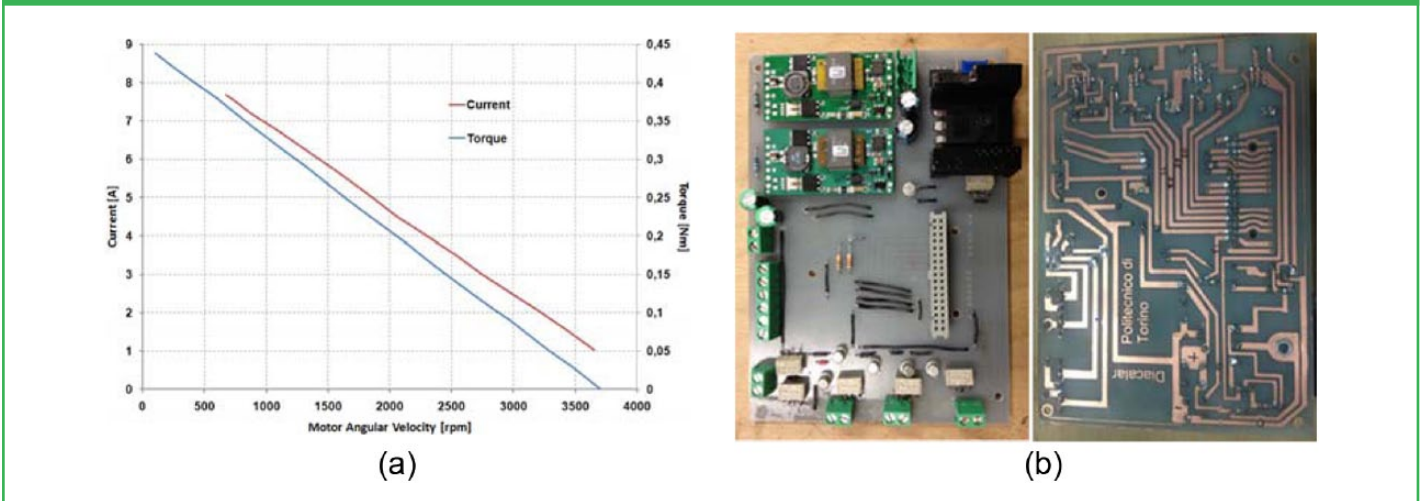 9
8
7
6
5
4
3
2
1
0
Current [A]
0,45
0,4
0,35
0,3
0,25
0,2
0,15
0,1
0,05
0
Torque [Nm]
Current
Torque
0 500 1000 1500 2000 2500 3000 3500 4000
Motor Angular Velocity [rpm]
(a)
Politecnico di
Torino
Diacalar
(b)